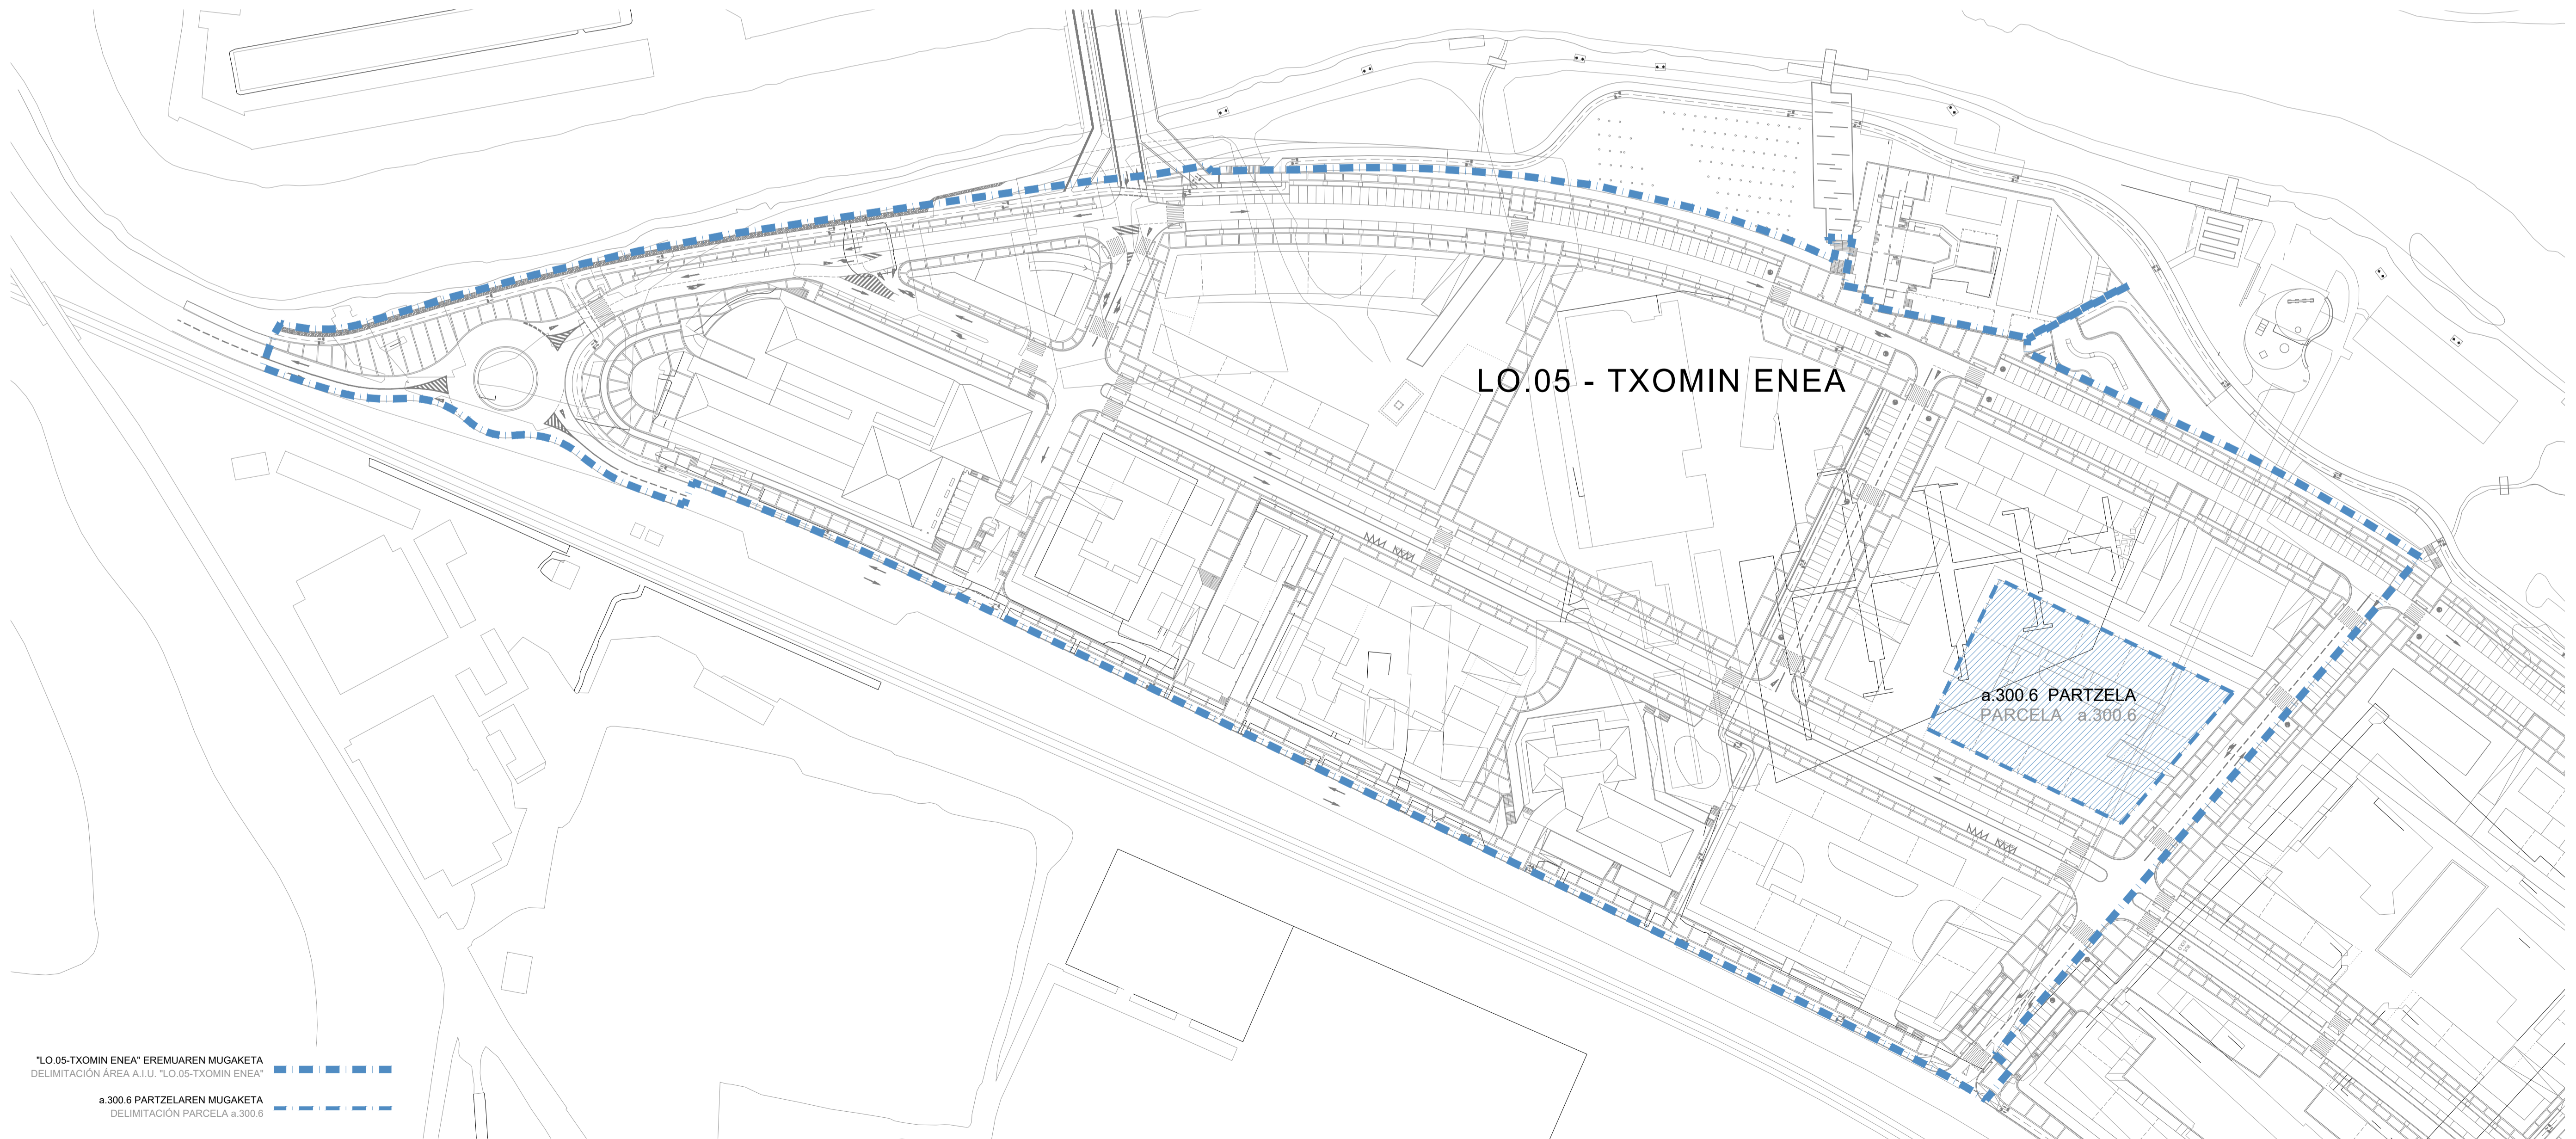 LO.05 - TXOMIN ENEA
a.300.6 PARTZELA
PARCELA a.300.6
"LO.05-TXOMIN ENEA" EREMUAREN MUGAKETA
DELIMITACIÓN ÁREA A.I.U. "LO.05-TXOMIN ENEA"
a.300.6 PARTZELAREN MUGAKETA
DELIMITACIÓN PARCELA a.300.6